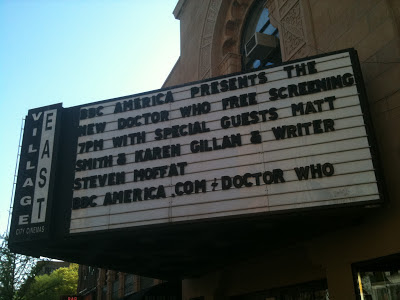 VILLAGE
EAST
CITY CINEMAS
BBC AMERICA PRESENTS THE
NEW DOCTOR WHO FREE SCREENING
7PM WITH SPECIAL GUESTS MATT
SMITH & KAREN GILLAN & WRITER
STEVEN MOFFAT
BBC AMERICA.COM÷DOCTOR WHO